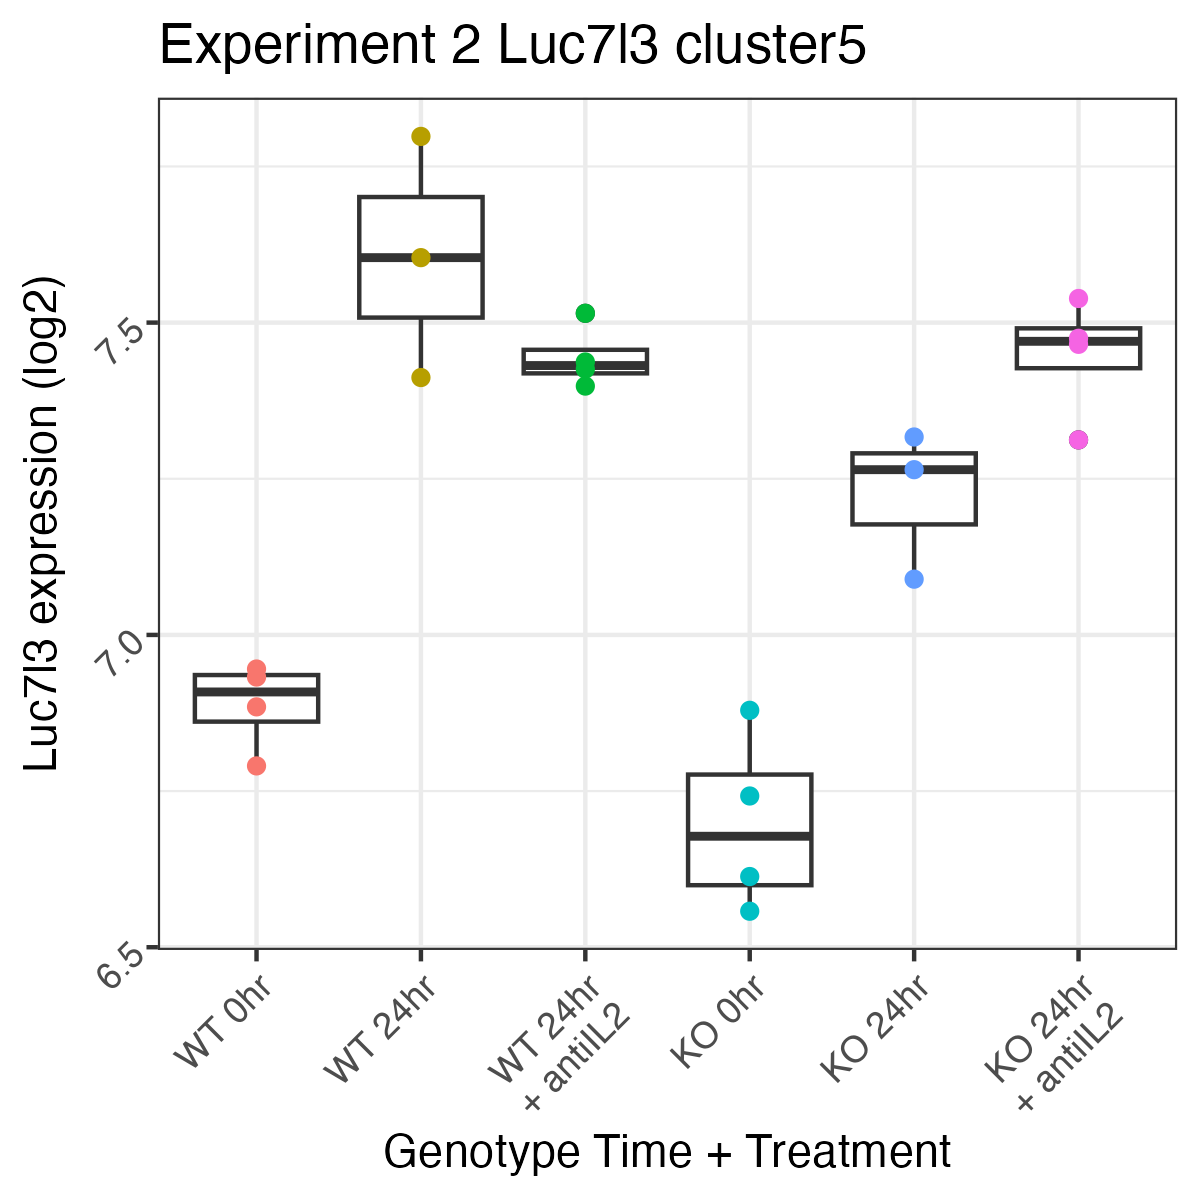 Experiment 2 Luc7l3 cluster5
Luc7l3 expression (log2)
7.5
7.0
6.5
WT 0hr
WT 24hr
WT 24hr
+ antiIL2
KO 0hr
KO 24hr
KO 24hr
+ antiIL2
Genotype Time + Treatment